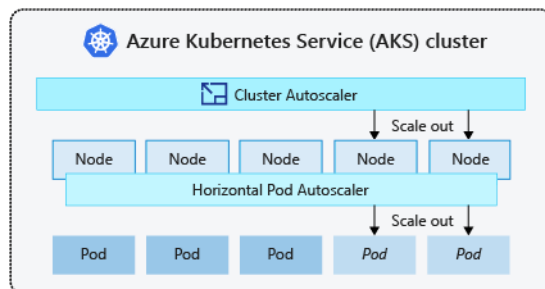 Azure Kubernetes Service (AKS) cluster
Cluster Autoscaler
Scale out
Node Node Node Node Node
Horizontal Pod Autoscaler
Scale out
Pod Pod Pod Pod Pod